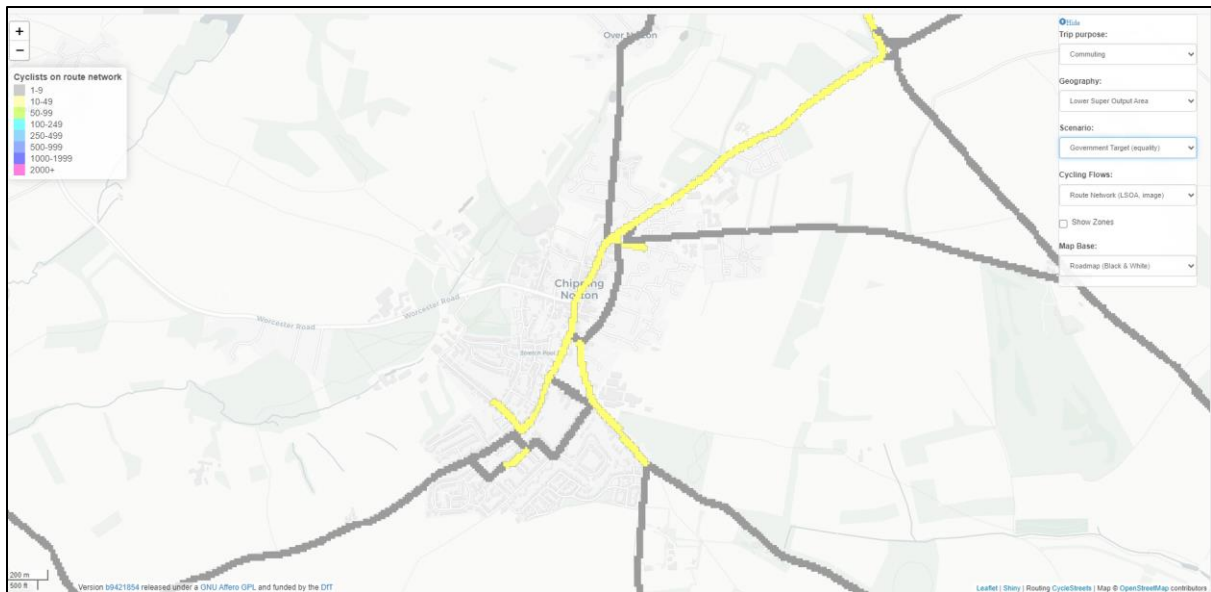 +
−
Cyclists on route network
1-9
10-49
50-99
100-249
250-499
500-999
1000-1999
2000+
Over Norton
Chipping
Norton
Worcester Road
Worcester Road
Hide
Trip purpose:
Commuting
Geography:
Lower Super Output Area
Scenario:
Government Target (equality)
Cycling Flows:
Route Network (LSOA, image)
Show Zones
Map Base:
Roadmap (Black & White)
200 m
500 ft
Version b9421854 released under a GNU Affero GPL and funded by the DfT
Leaflet | Shiny | Routing CycleStreets | Map © OpenStreetMap contributors